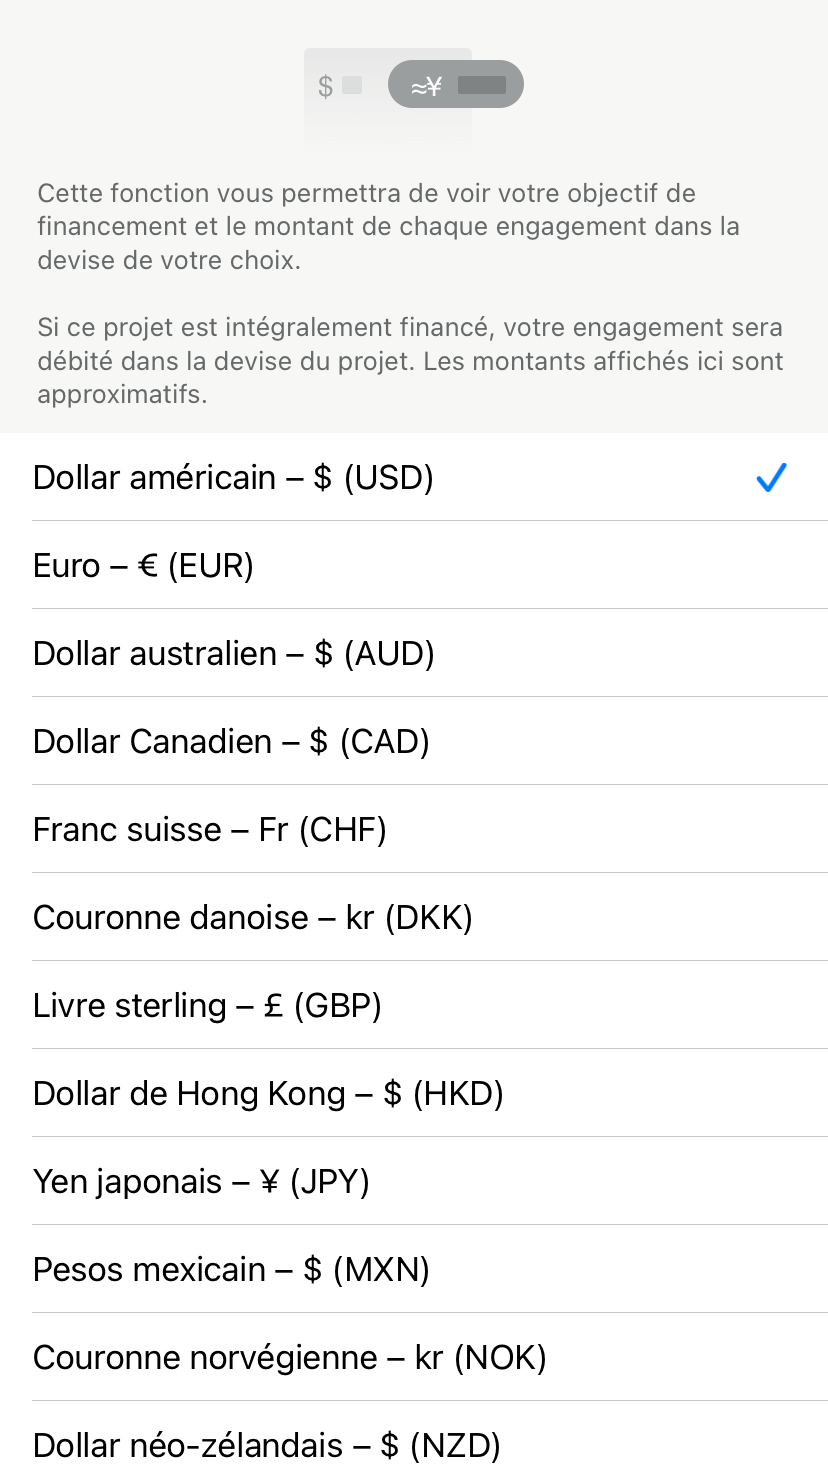 $ ≈¥
Cette fonction vous permettra de voir votre objectif de
financement et le montant de chaque engagement dans la
devise de votre choix.
Si ce projet est intégralement financé, votre engagement sera
débité dans la devise du projet. Les montants affichés ici sont
approximatifs.
Dollar américain – $ (USD)
Euro – € (EUR)
Dollar australien – $ (AUD)
Dollar Canadien – $ (CAD)
Franc suisse – Fr (CHF)
Couronne danoise – kr (DKK)
Livre sterling – £ (GBP)
Dollar de Hong Kong – $ (HKD)
Yen japonais – ¥ (JPY)
Pesos mexicain – $ (MXN)
Couronne norvégienne – kr (NOK)
Dollar néo-zélandais – $ (NZD)